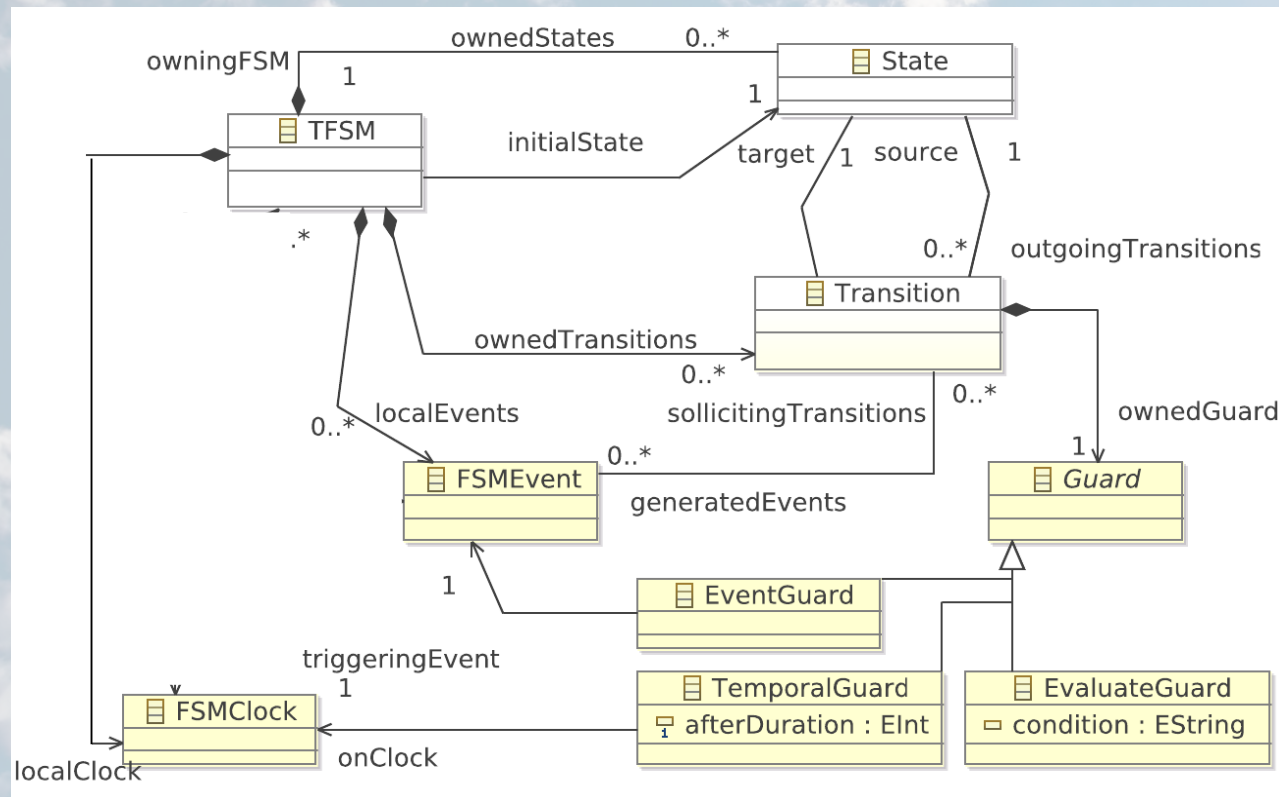 ownedStates 0..*
owningFSM
1
State
1
TFSM
initialState
target 1 source 1
.*
0..* outgoingTransitions
Transition
ownedTransitions
0..*
0..*
localEvents
0..*
sollicitingTransitions
ownedGuard
1
0..*
FSMEvent
Guard
generatedEvents
1
EventGuard
triggeringEvent
1
TemporalGuard
afterDuration : EInt
EvaluateGuard
condition : EString
FSMClock
onClock
localClock
1